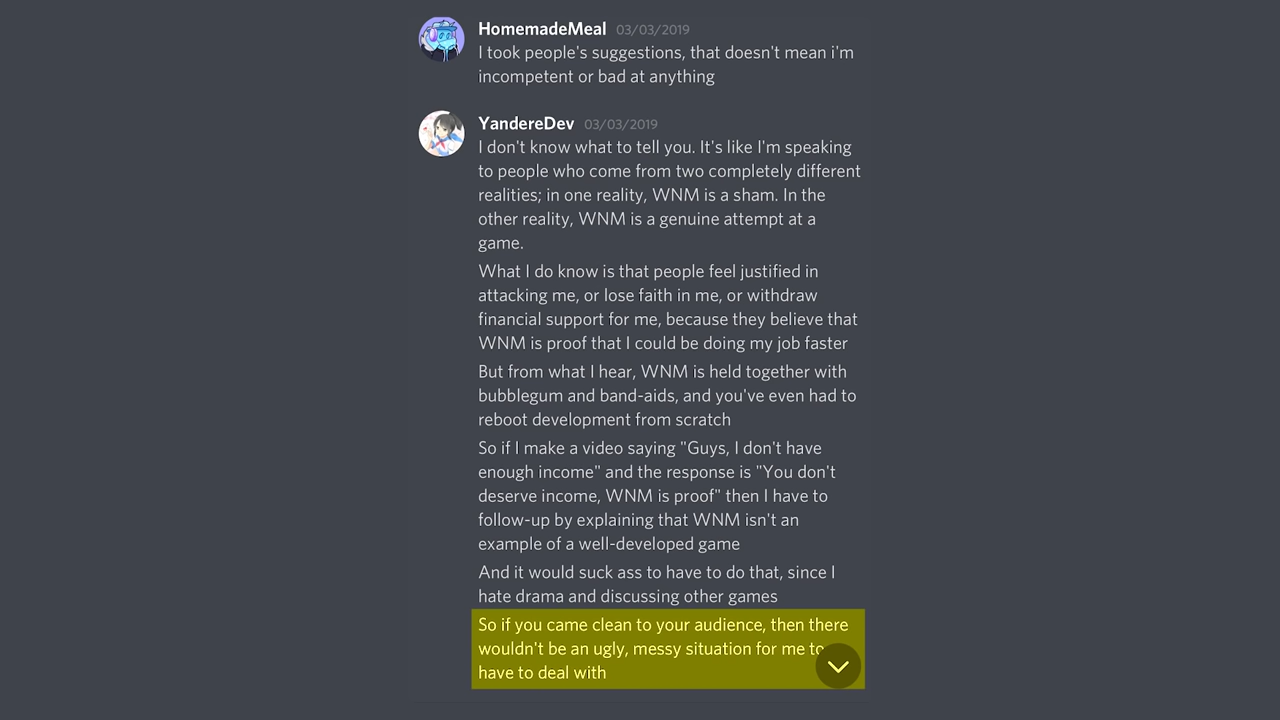 HomemadeMeal 03/03/2019
I took people's suggestions, that doesn't mean i'm
incompetent or bad at anything
YandereDev 03/03/2019
I don't know what to tell you. It's like I'm speaking
to people who come from two completely different
realities; in one reality, WNM is a sham. In the
other reality, WNM is a genuine attempt at a
game.
What I do know is that people feel justified in
attacking me, or lose faith in me, or withdraw
financial support for me, because they believe that
WNM is proof that I could be doing my job faster
But from what I hear, WNM is held together with
bubblegum and band-aids, and you've even had to
reboot development from scratch
So if I make a video saying "Guys, I don't have
enough income" and the response is "You don't
deserve income, WNM is proof" then I have to
follow-up by explaining that WNM isn't an
example of a well-developed game
And it would suck ass to have to do that, since I
hate drama and discussing other games
So if you came clean to your audience, then there
wouldn't be an ugly, messy situation for me to
have to deal with